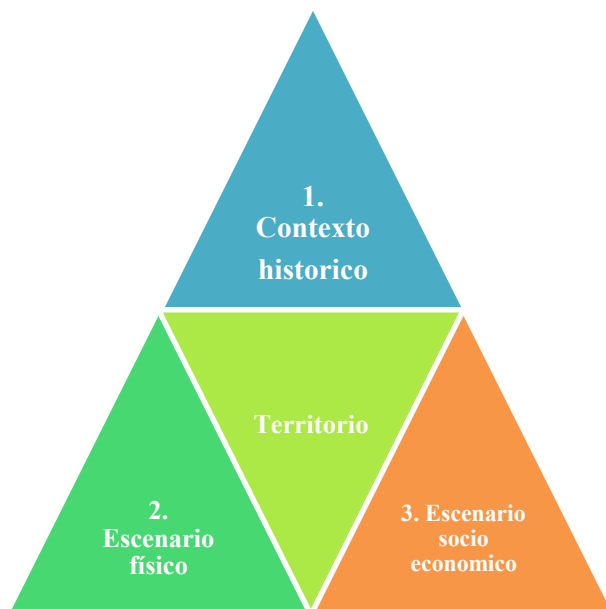 1.
Contexto
historico
Territorio
2.
Escenario
físico
3. Escenario
socio
economico